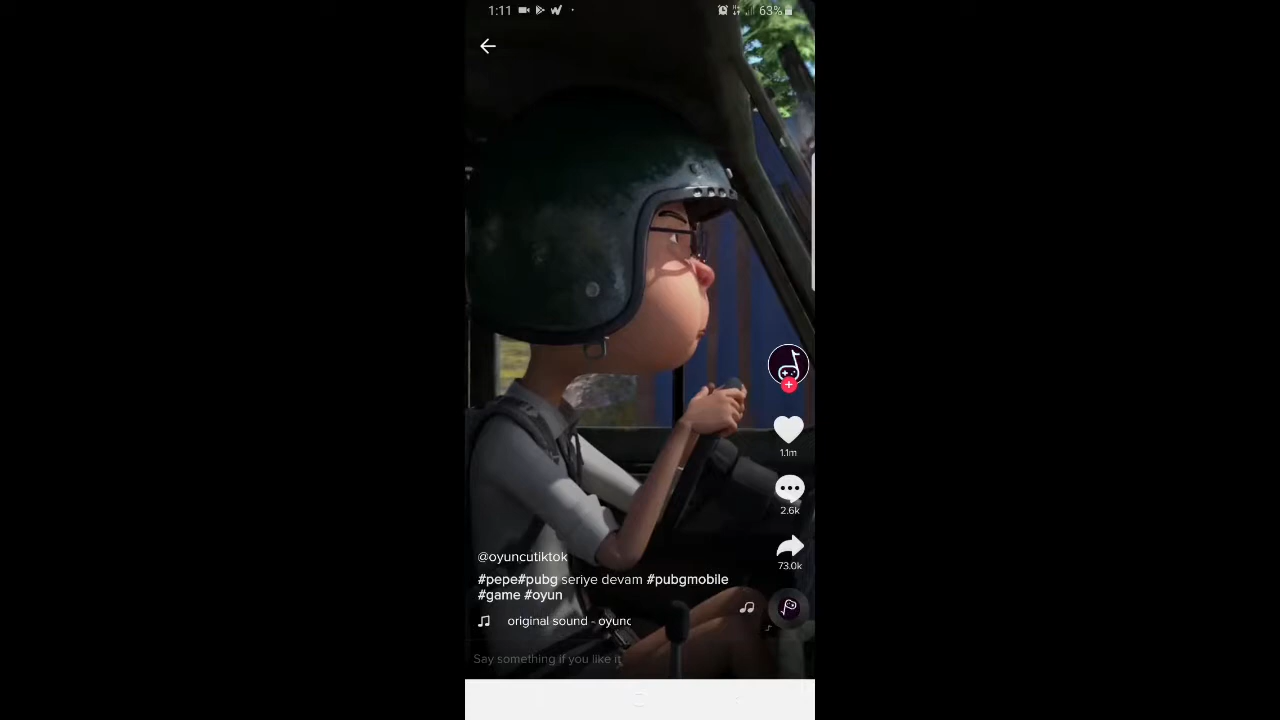 1:11
63%
1.1m
2.6k
73.0k
@oyuncutiktok
#pepe#pubg seriye devam #pubgmobile
#game #oyun
original sound - oyunc
Say something if you like it